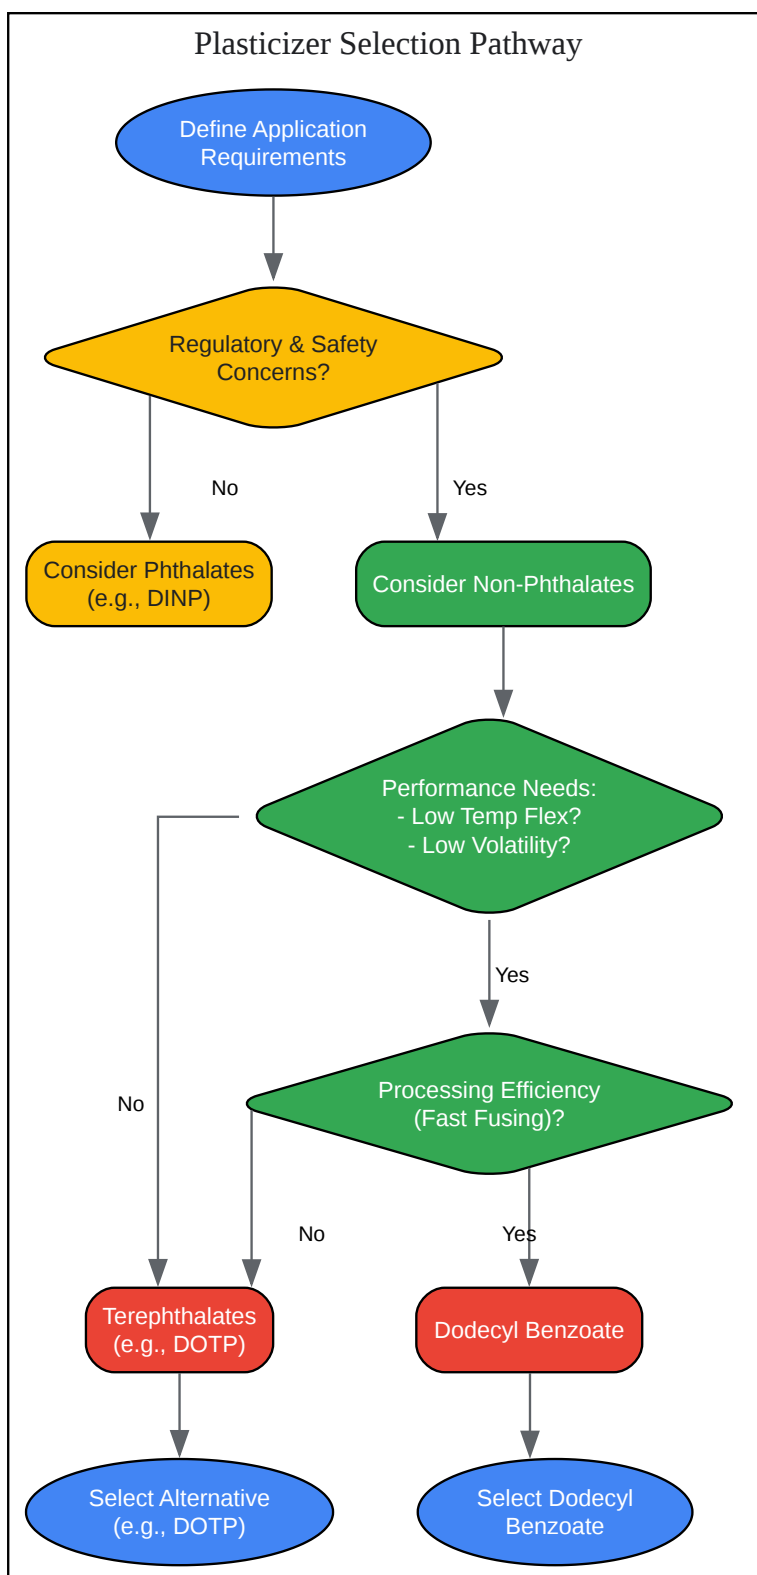 Plasticizer Selection Pathway
Define Application
Requirements
Regulatory & Safety
Concerns?
No
Yes
Consider Phthalates
(e.g., DINP)
Consider Non-Phthalates
Performance Needs:
- Low Temp Flex?
- Low Volatility?
Yes
Processing Efficiency
(Fast Fusing)?
No
No
Yes
Terephthalates
(e.g., DOTP)
Dodecyl Benzoate
Select Alternative
(e.g., DOTP)
Select Dodecyl
Benzoate